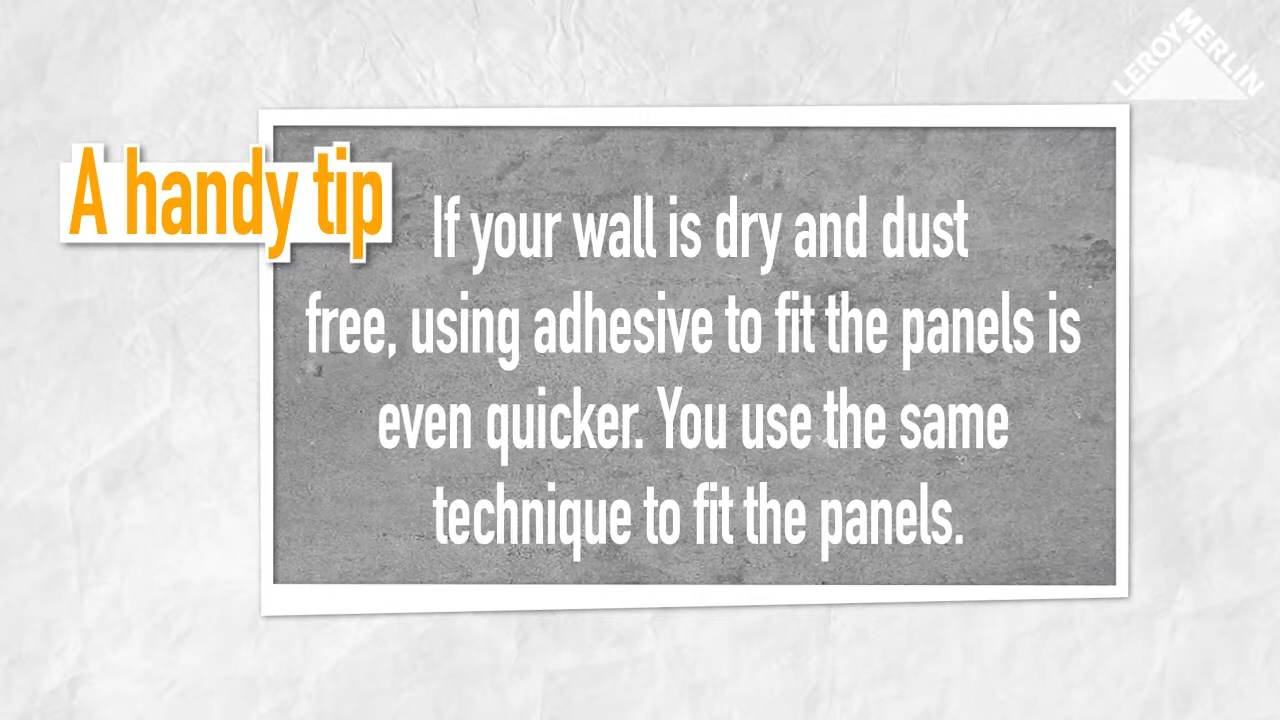 LEROY MERLIN
A handy tip
If your wall is dry and dust
free, using adhesive to fit the panels is
even quicker. You use the same
technique to fit the panels.